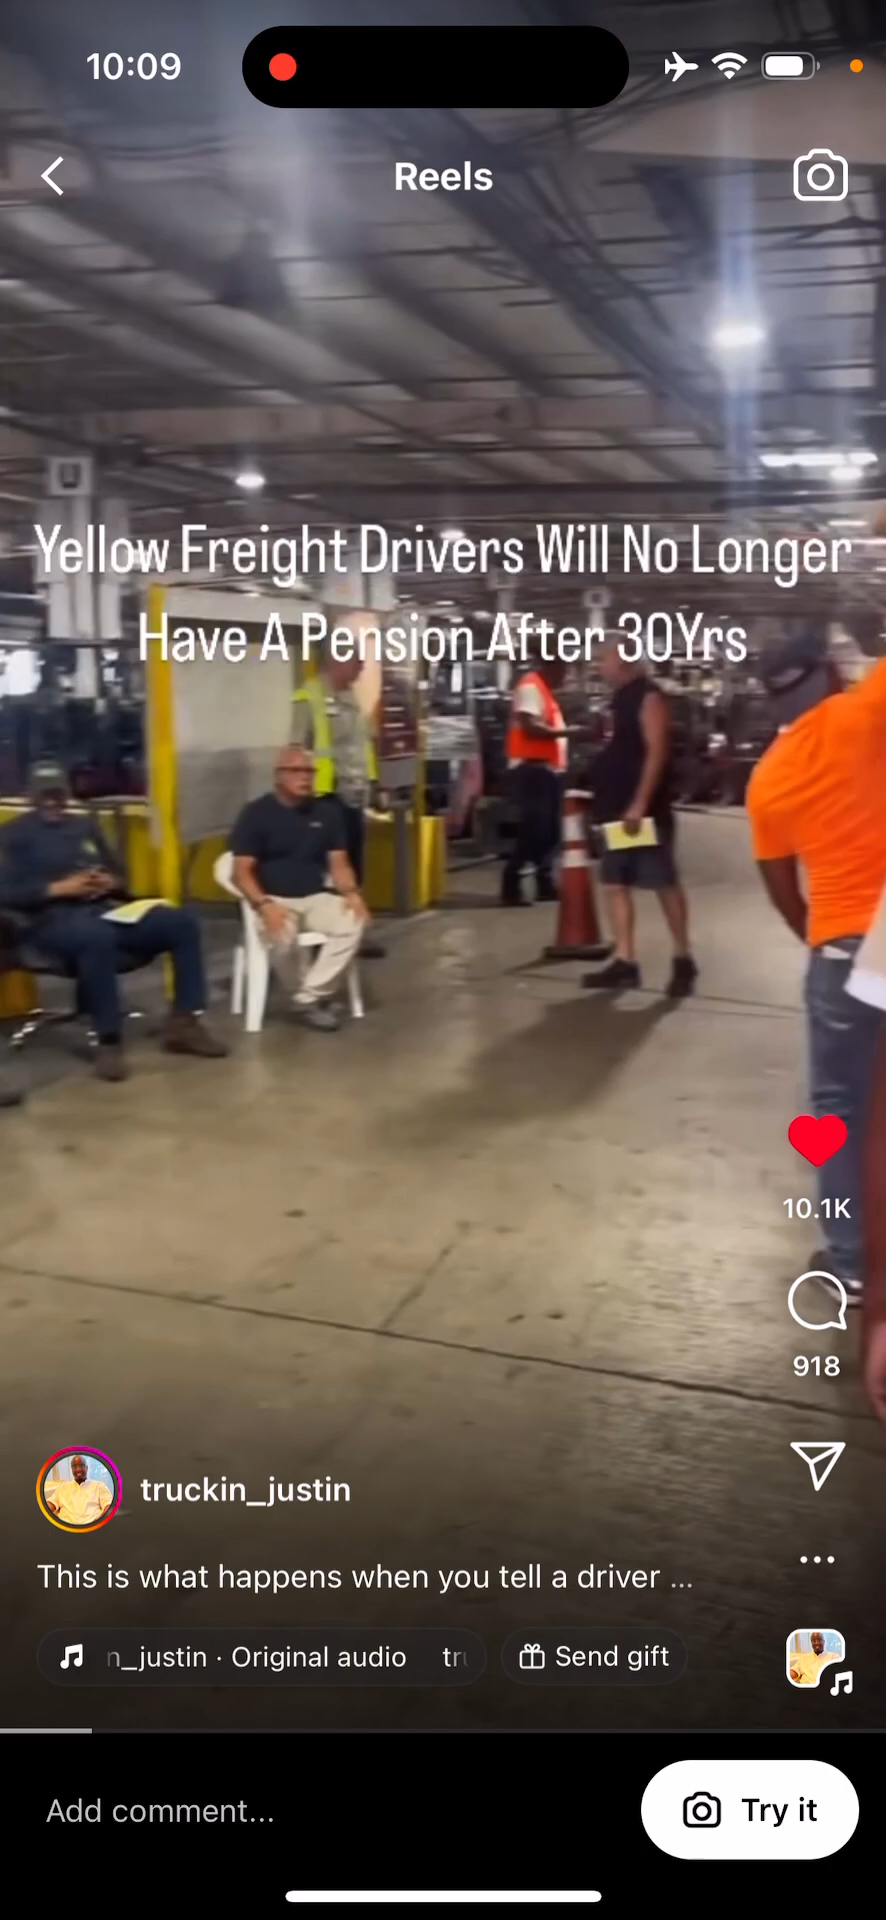 10:09
Reels
Yellow Freight Drivers Will No Longer
Have A Pension After 30Yrs
10.1K
918
truckin_justin
This is what happens when you tell a driver ...
n_justin · Original audio tru
Send gift
Add comment...
Try it